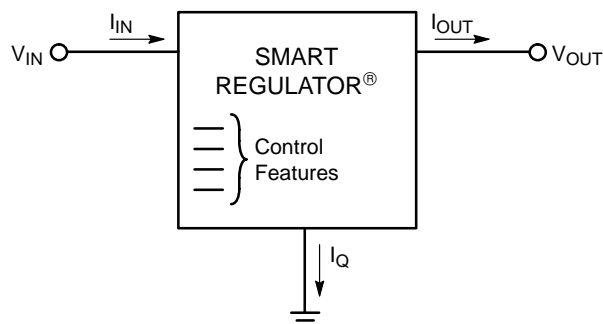 I_IN
I_OUT
V_IN
SMART
REGULATOR®
V_OUT
Control
Features
I_Q